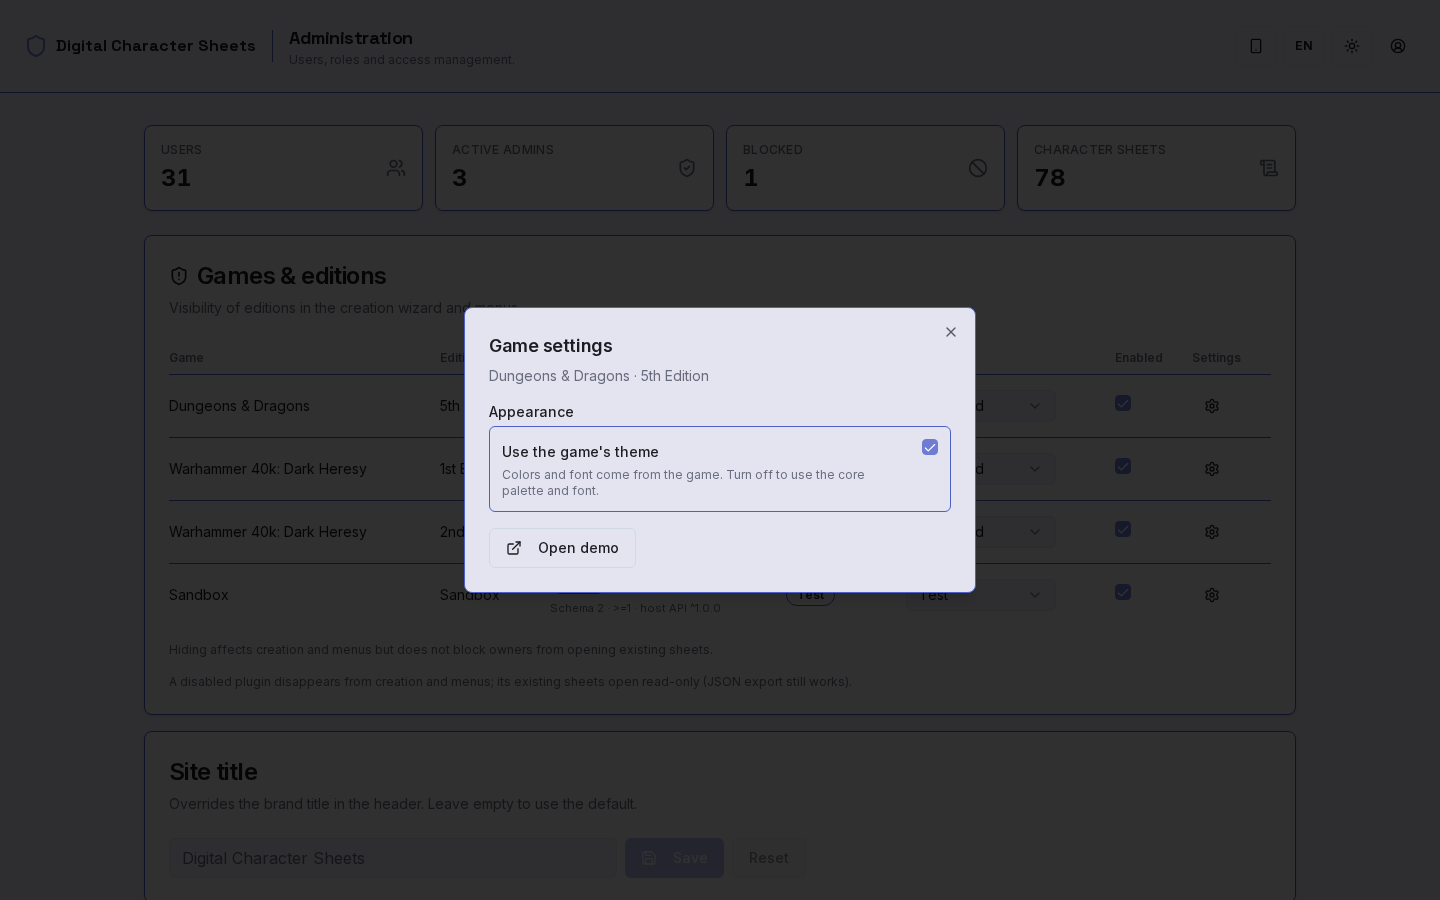 Digital Character Sheets
Administration
Users, roles and access management.
EN
USERS
31
ACTIVE ADMINS
3
BLOCKED
1
CHARACTER SHEETS
78
Games & editions
Visibility of editions in the creation wizard and menus.
Game
Enabled
Settings
Dungeons & Dragons
5th
Warhammer 40k: Dark Heresy
1st
Warhammer 40k: Dark Heresy
2nd
Sandbox
Sandbox
Schema 2 · >=1 · host API ^1.0.0
Test
Test
Hiding affects creation and menus but does not block owners from opening existing sheets.
A disabled plugin disappears from creation and menus; its existing sheets open read-only (JSON export still works).
Game settings
Dungeons & Dragons · 5th Edition
Appearance
Use the game's theme
Colors and font come from the game. Turn off to use the core
palette and font.
Open demo
Site title
Overrides the brand title in the header. Leave empty to use the default.
Digital Character Sheets
Save
Reset